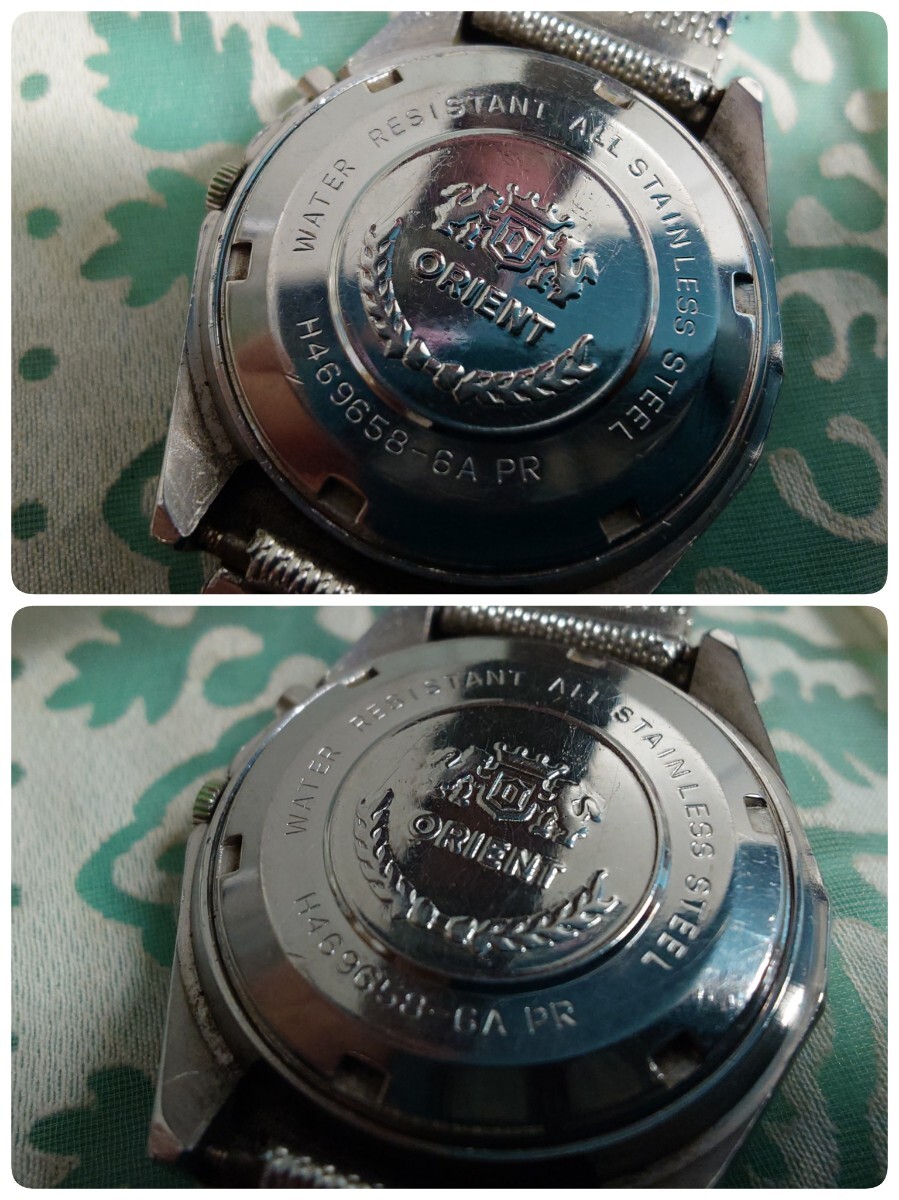 WATER RESISTANT ALL STAINLESS STEEL
ORIENT
H469658-6A PR
WATER RESISTANT ALL STAINLESS STEEL
ORIENT
H469658-6A PR